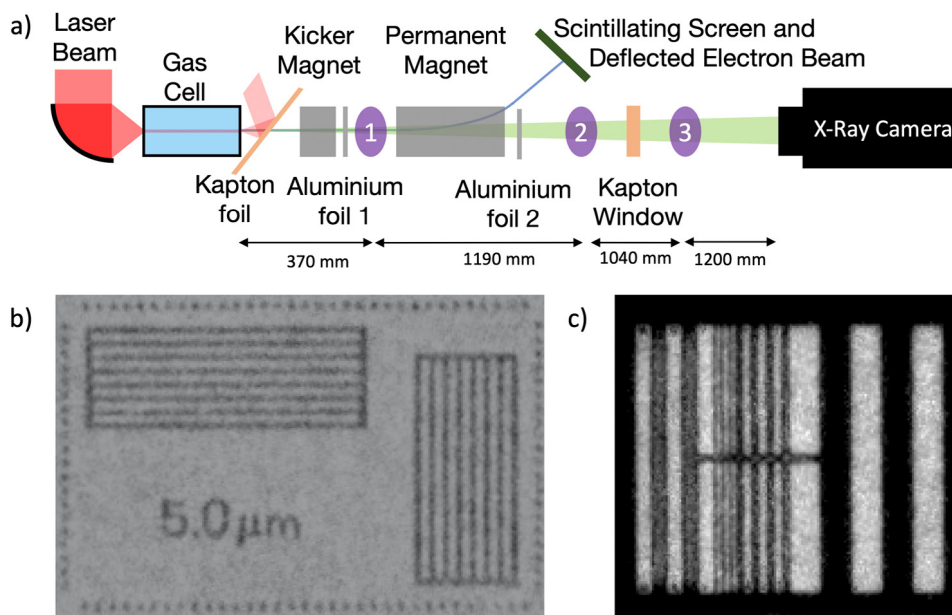 a)
Laser
Beam
Gas
Cell
Kicker
Magnet
Permanent
Magnet
Scintillating Screen and
Deflected Electron Beam
1
2
3
X-Ray Camera
Kapton
foil
Aluminium
foil 1
Aluminium
foil 2
Kapton
Window
370 mm
1190 mm
1040 mm
1200 mm
b)
5.0 μm
c)